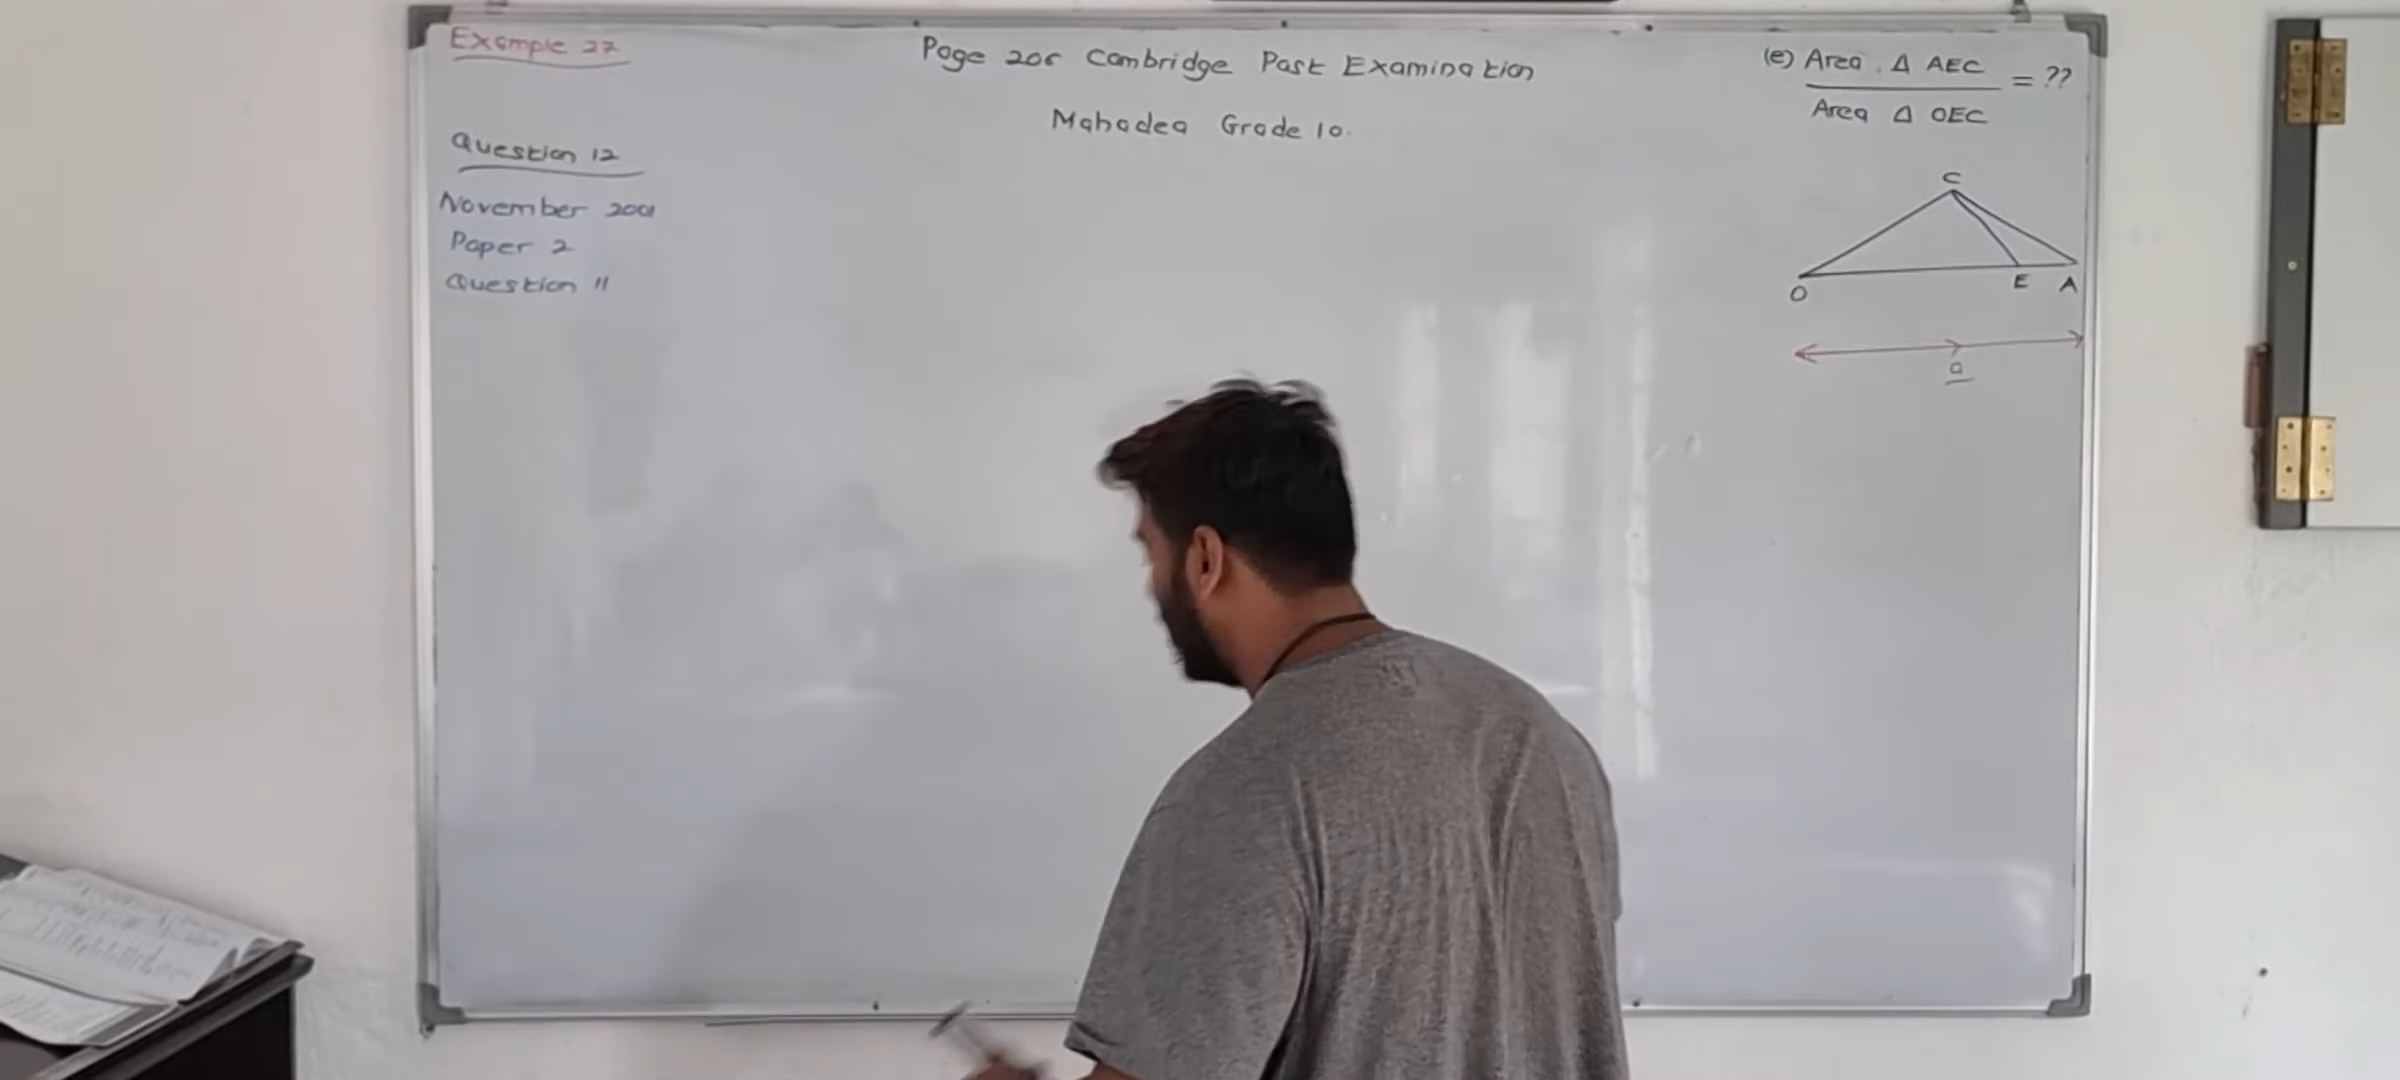 Example 27
Page 206 Cambridge Past Examination
Mahadea Grade 10.
Question 12
November 2001
Paper 2
Question 11
(e) Area . Δ AEC = ??
Area Δ OEC
C
O
E
A
a